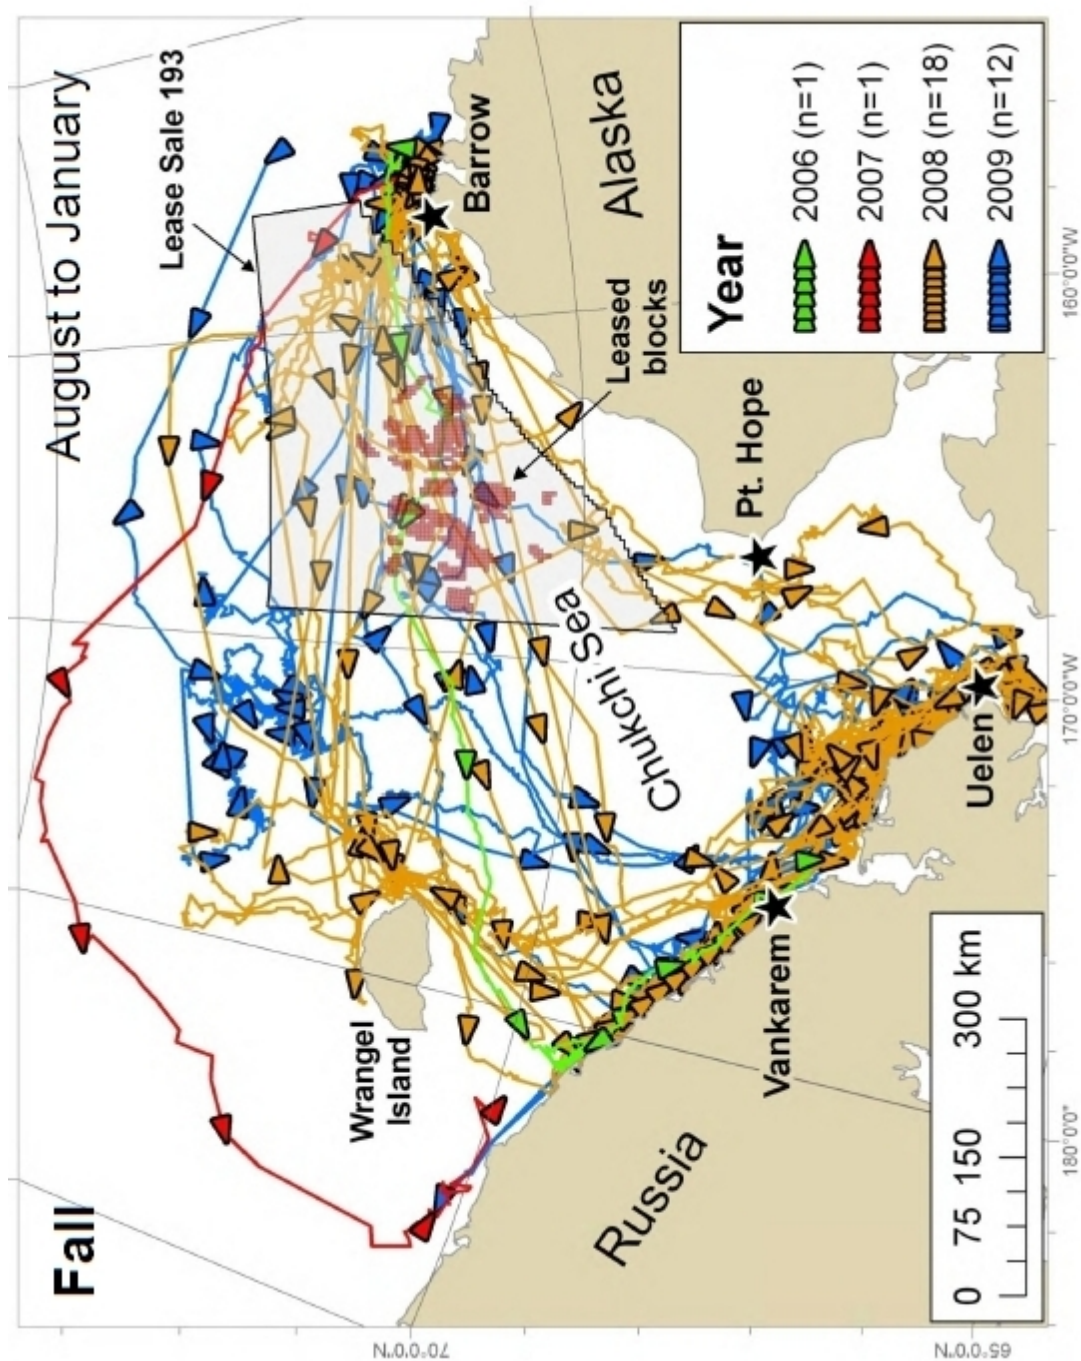 Fall
August to January
Lease Sale 193
Barrow
Alaska
Leased
blocks
Wrangel
Island
Chukchi Sea
Pt. Hope
Russia
Vankarem
Uelen
Year
2006 (n=1)
2007 (n=1)
2008 (n=18)
2009 (n=12)
0 75 150 300 km
70°0'0"N
65°0'0"N
180°0'0"
170°0'0"W
160°0'0"W